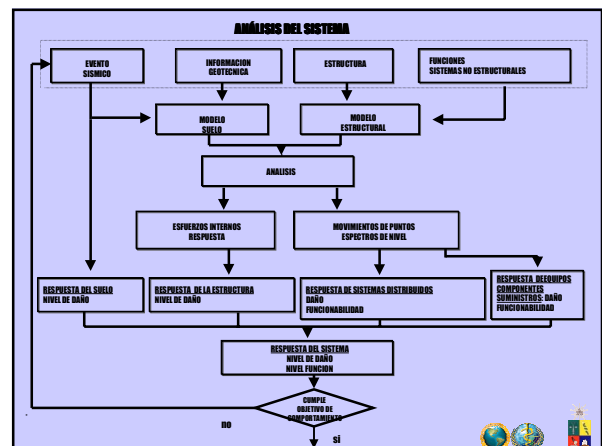 ANÁLISIS DEL SISTEMA
EVENTO
SISMICO
INFORMACION
GEOTECNICA
ESTRUCTURA
FUNCIONES
SISTEMAS NO ESTRUCTURALES
MODELO
SUELO
MODELO
ESTRUCTURAL
ANALISIS
ESFUERZOS INTERNOS
RESPUESTA
MOVIMIENTOS DE PUNTOS
ESPECTROS DE NIVEL
RESPUESTA DEL SUELO
NIVEL DE DAÑO
RESPUESTA DE LA ESTRUCTURA
NIVEL DE DAÑO
RESPUESTA DE SISTEMAS DISTRIBUIDOS
DAÑO
FUNCIONABILIDAD
RESPUESTA DEEQUIPOS
COMPONENTES
SUMINISTROS: DAÑO
FUNCIONABILIDAD
RESPUESTA DEL SISTEMA
NIVEL DE DAÑO
NIVEL FUNCION
CUMPLE
OBJETIVO DE
COMPORTAMIENTO
no
si